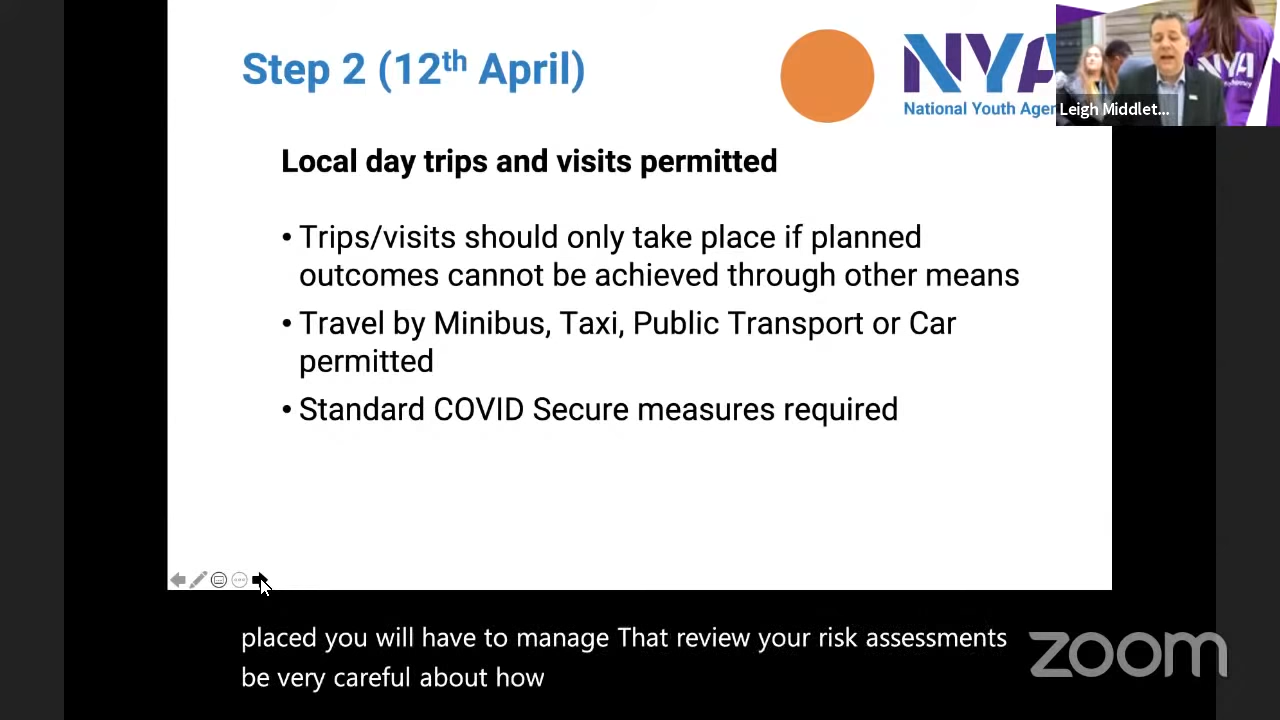 Step 2 (12th April)
NYA
National Youth Agen
NYA
Leigh Middlet...
Local day trips and visits permitted
• Trips/visits should only take place if planned
outcomes cannot be achieved through other means
• Travel by Minibus, Taxi, Public Transport or Car
permitted
• Standard COVID Secure measures required
placed you will have to manage That review your risk assessments
be very careful about how
zoom